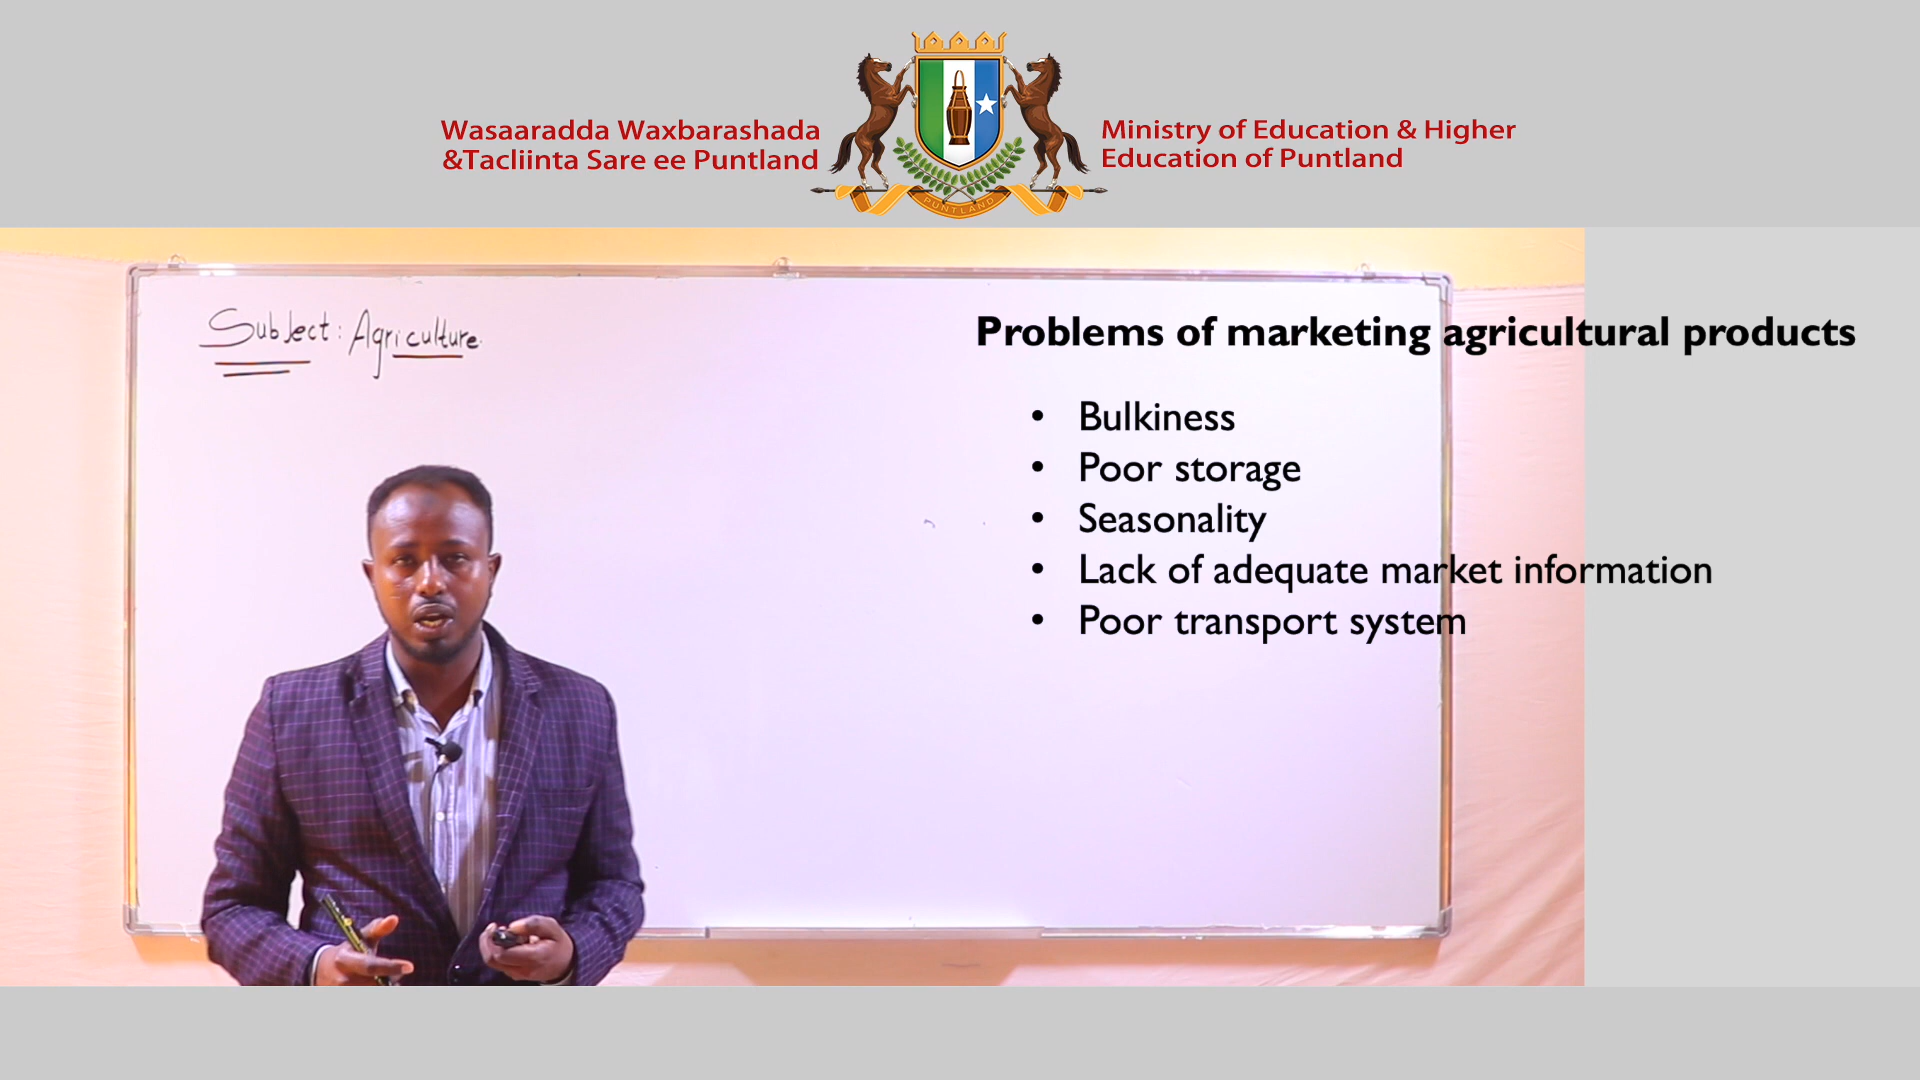 Wasaaradda Waxbarashada
&Tacliinta Sare ee Puntland
PUNTLAND
Ministry of Education & Higher
Education of Puntland
Subject: Agriculture
Problems of marketing agricultural products
• Bulkiness
• Poor storage
• Seasonality
• Lack of adequate market information
• Poor transport system